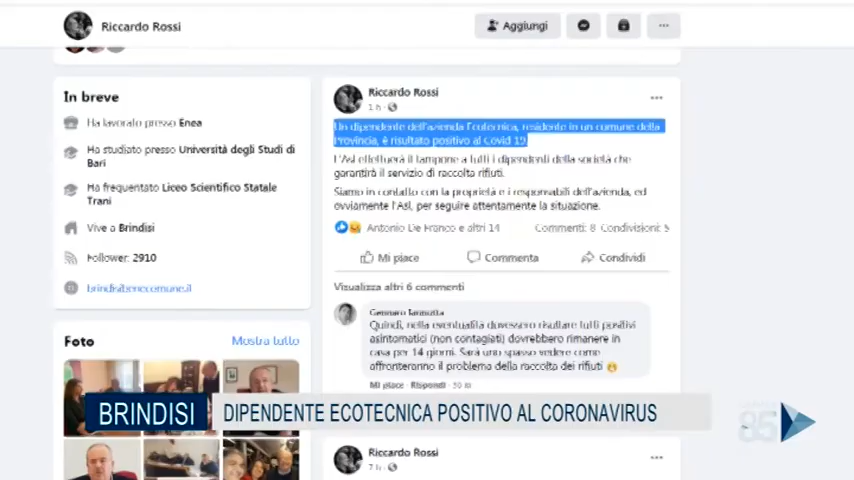 Riccardo Rossi
Aggiungi
In breve
Ha lavorato presso Enea
Ha studiato presso Università degli Studi di
Bari
Ha frequentato Liceo Scientifico Statale
Trani
Vive a Brindisi
Follower: 2910
brindisibenecomune.it
Foto
Mostra tutto
Riccardo Rossi
1 h
Un dipendente dell'azienda Ecotecnica, residente in un comune della
Provincia, è risultato positivo al Covid 19.
L'Asl effettuerà il tampone a tutti i dipendenti della società che
garantirà il servizio di raccolta rifiuti.
Siamo in contatto con la proprietà e i responsabili dell'azienda, ed
ovviamente l'Asl, per seguire attentamente la situazione.
Antonio De Franco e altri 14
Commenti: 8 Condivisioni: 5
Mi piace
Commenta
Condividi
Visualizza altri 6 commenti
Gennaro
Quindi, nella eventualità dovessero risultare tutti positivi
asintomatici (non contagiati) dovrebbero rimanere in
casa per 14 giorni. Sarà uno spasso vedere come
affronteranno il problema della raccolta dei rifiuti
Mi piace · Rispondi · 50 m
BRINDISI
DIPENDENTE ECOTECNICA POSITIVO AL CORONAVIRUS
85
Riccardo Rossi
7 h